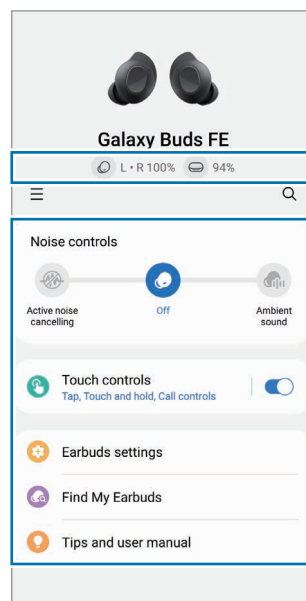 Galaxy Buds FE
L • R 100% 94%
Noise controls
Active noise
cancelling
Off
Ambient
sound
Touch controls
Tap, Touch and hold, Call controls
Earbuds settings
Find My Earbuds
Tips and user manual